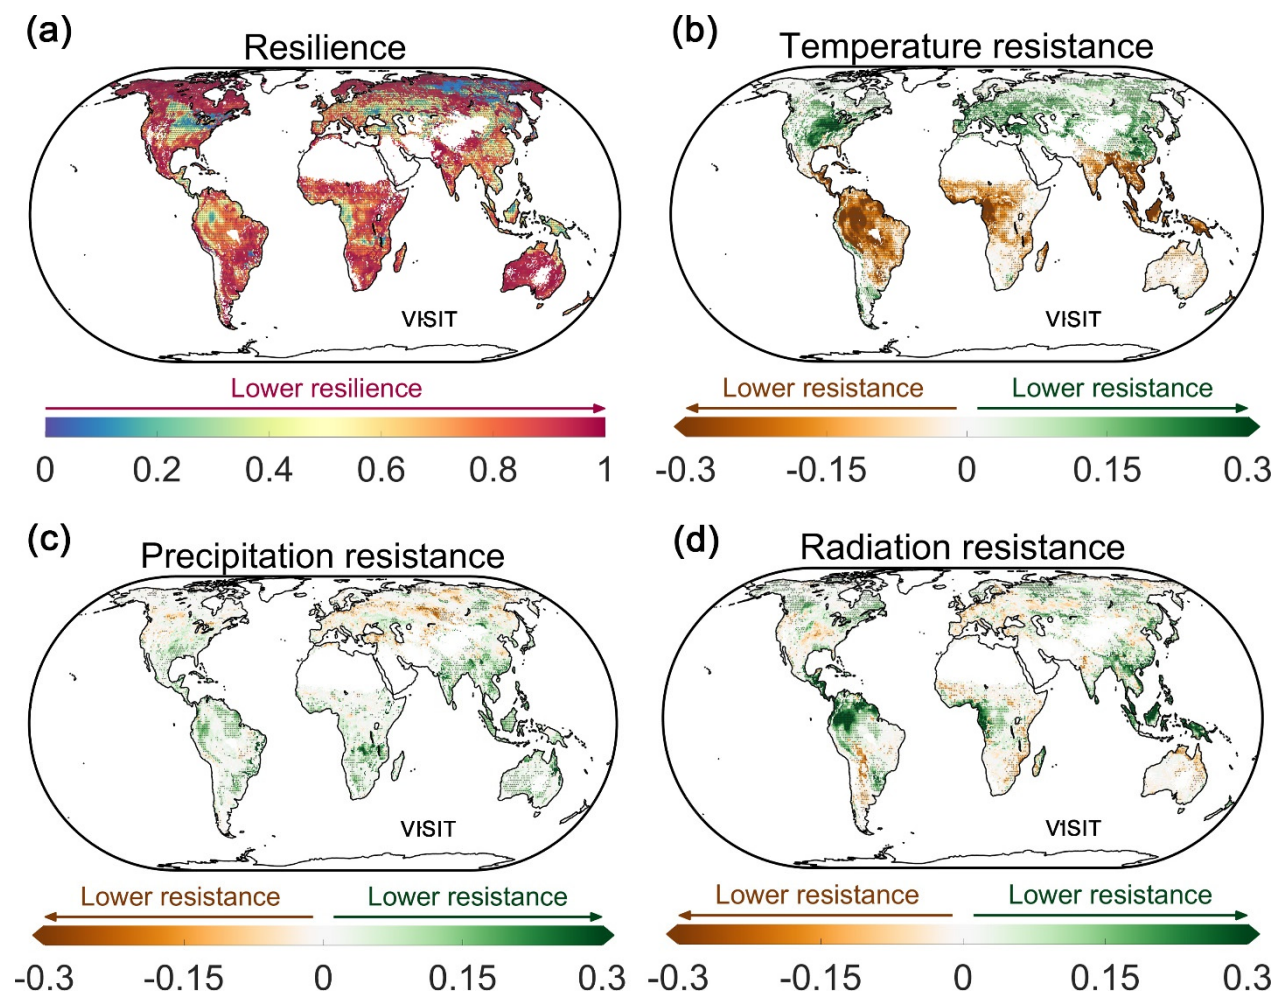 (a)
Resilience
VISIT
Lower resilience
0 0.2 0.4 0.6 0.8 1
(b)
Temperature resistance
VISIT
Lower resistance Lower resistance
-0.3 -0.15 0 0.15 0.3
(c)
Precipitation resistance
VISIT
Lower resistance Lower resistance
-0.3 -0.15 0 0.15 0.3
(d)
Radiation resistance
VISIT
Lower resistance Lower resistance
-0.3 -0.15 0 0.15 0.3